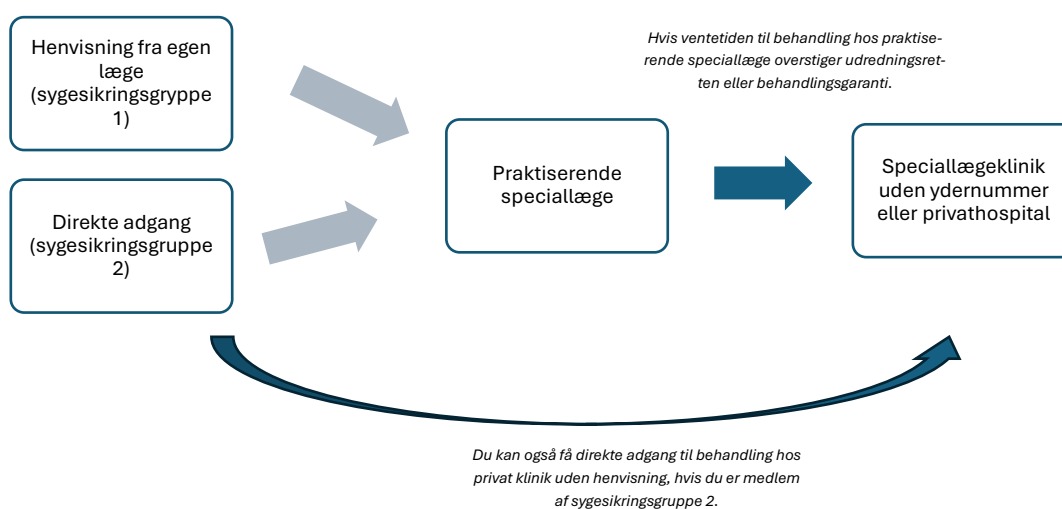 Henvisning fra egen
læge
(sygesikringsgryppe
1)
Hvis ventetiden til behandling hos praktise-
rende speciallæge overstiger udredningsret-
ten eller behandlingsgaranti.
Praktiserende
speciallæge
Speciallægeklinik
uden ydernummer
eller privathospital
Direkte adgang
(sygesikringsgruppe
2)
Du kan også få direkte adgang til behandling hos
privat klinik uden henvisning, hvis du er medlem
af sygesikringsgruppe 2.